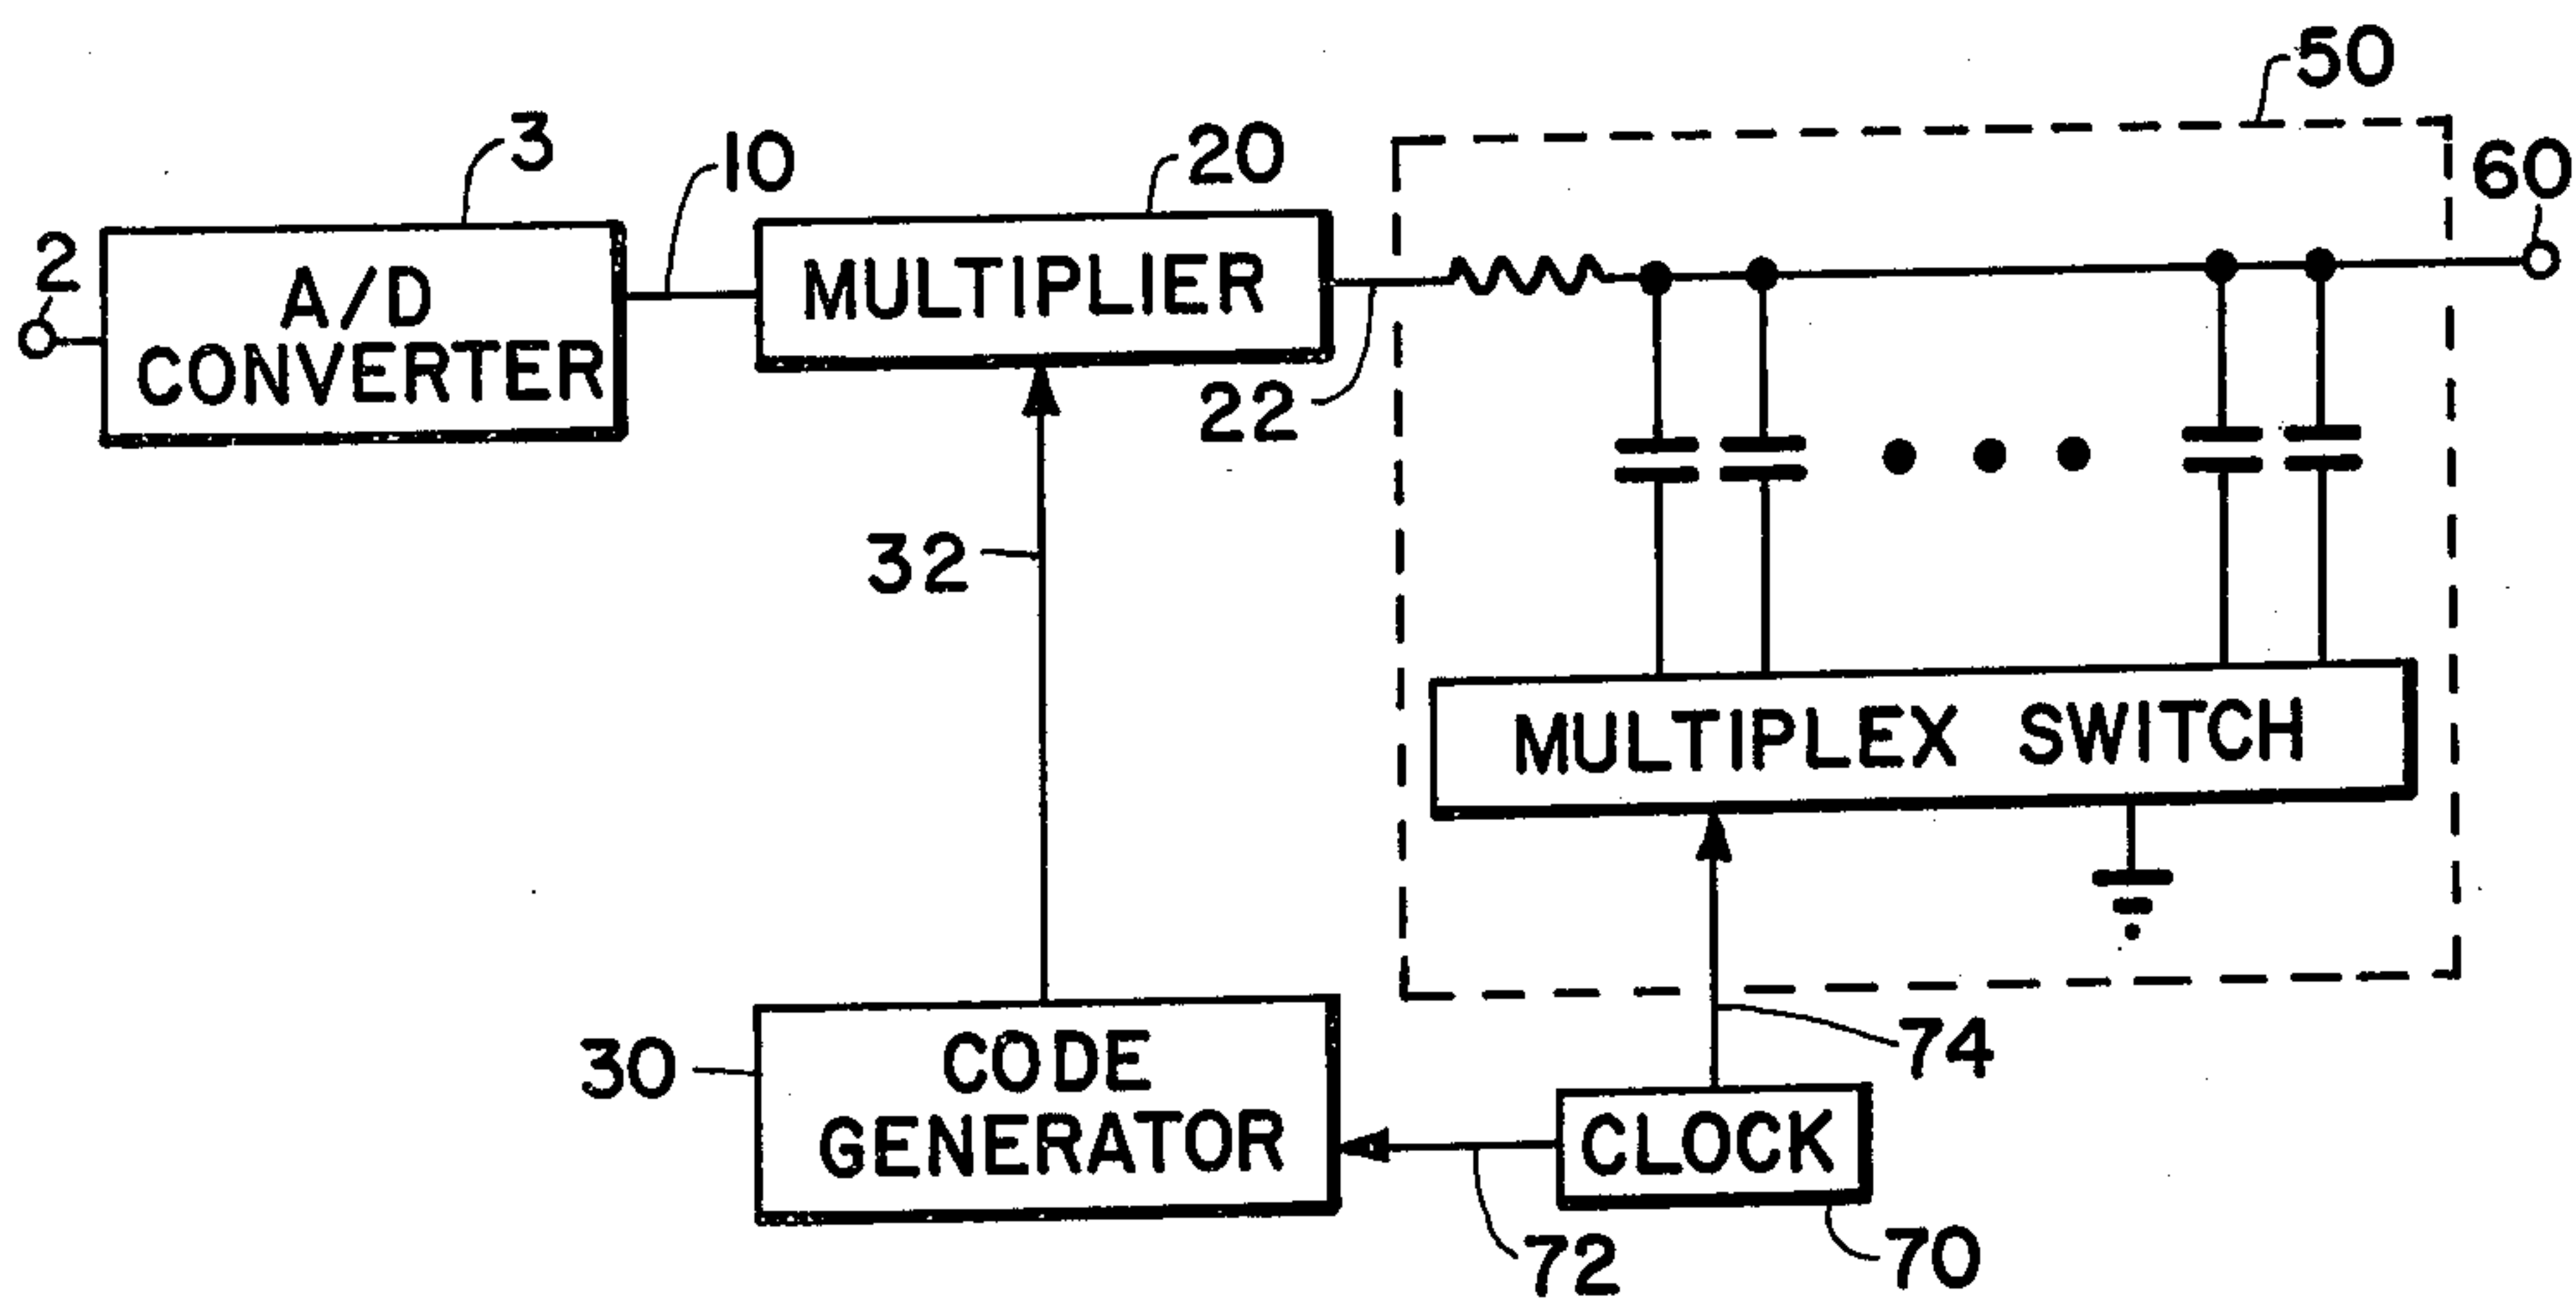 50
3
10
20
60
2
A/D
CONVERTER
MULTIPLIER
22
32
MULTIPLEX SWITCH
74
30
CODE
GENERATOR
CLOCK
72
70